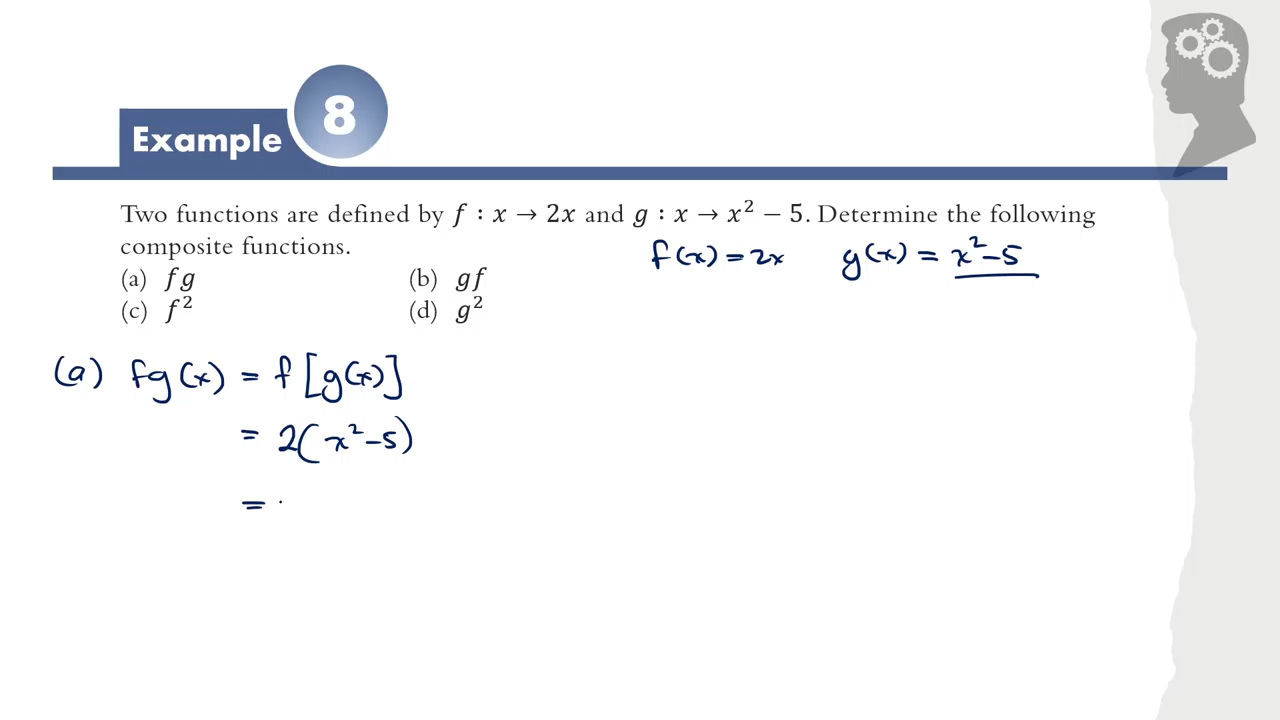 Example 8
Two functions are defined by f : x → 2x and g : x → x² − 5. Determine the following
composite functions.
f(x) = 2x g(x) = x² − 5
(a) fg (b) gf
(c) f² (d) g²
(a) fg(x) = f[g(x)]
= 2(x² − 5)
=